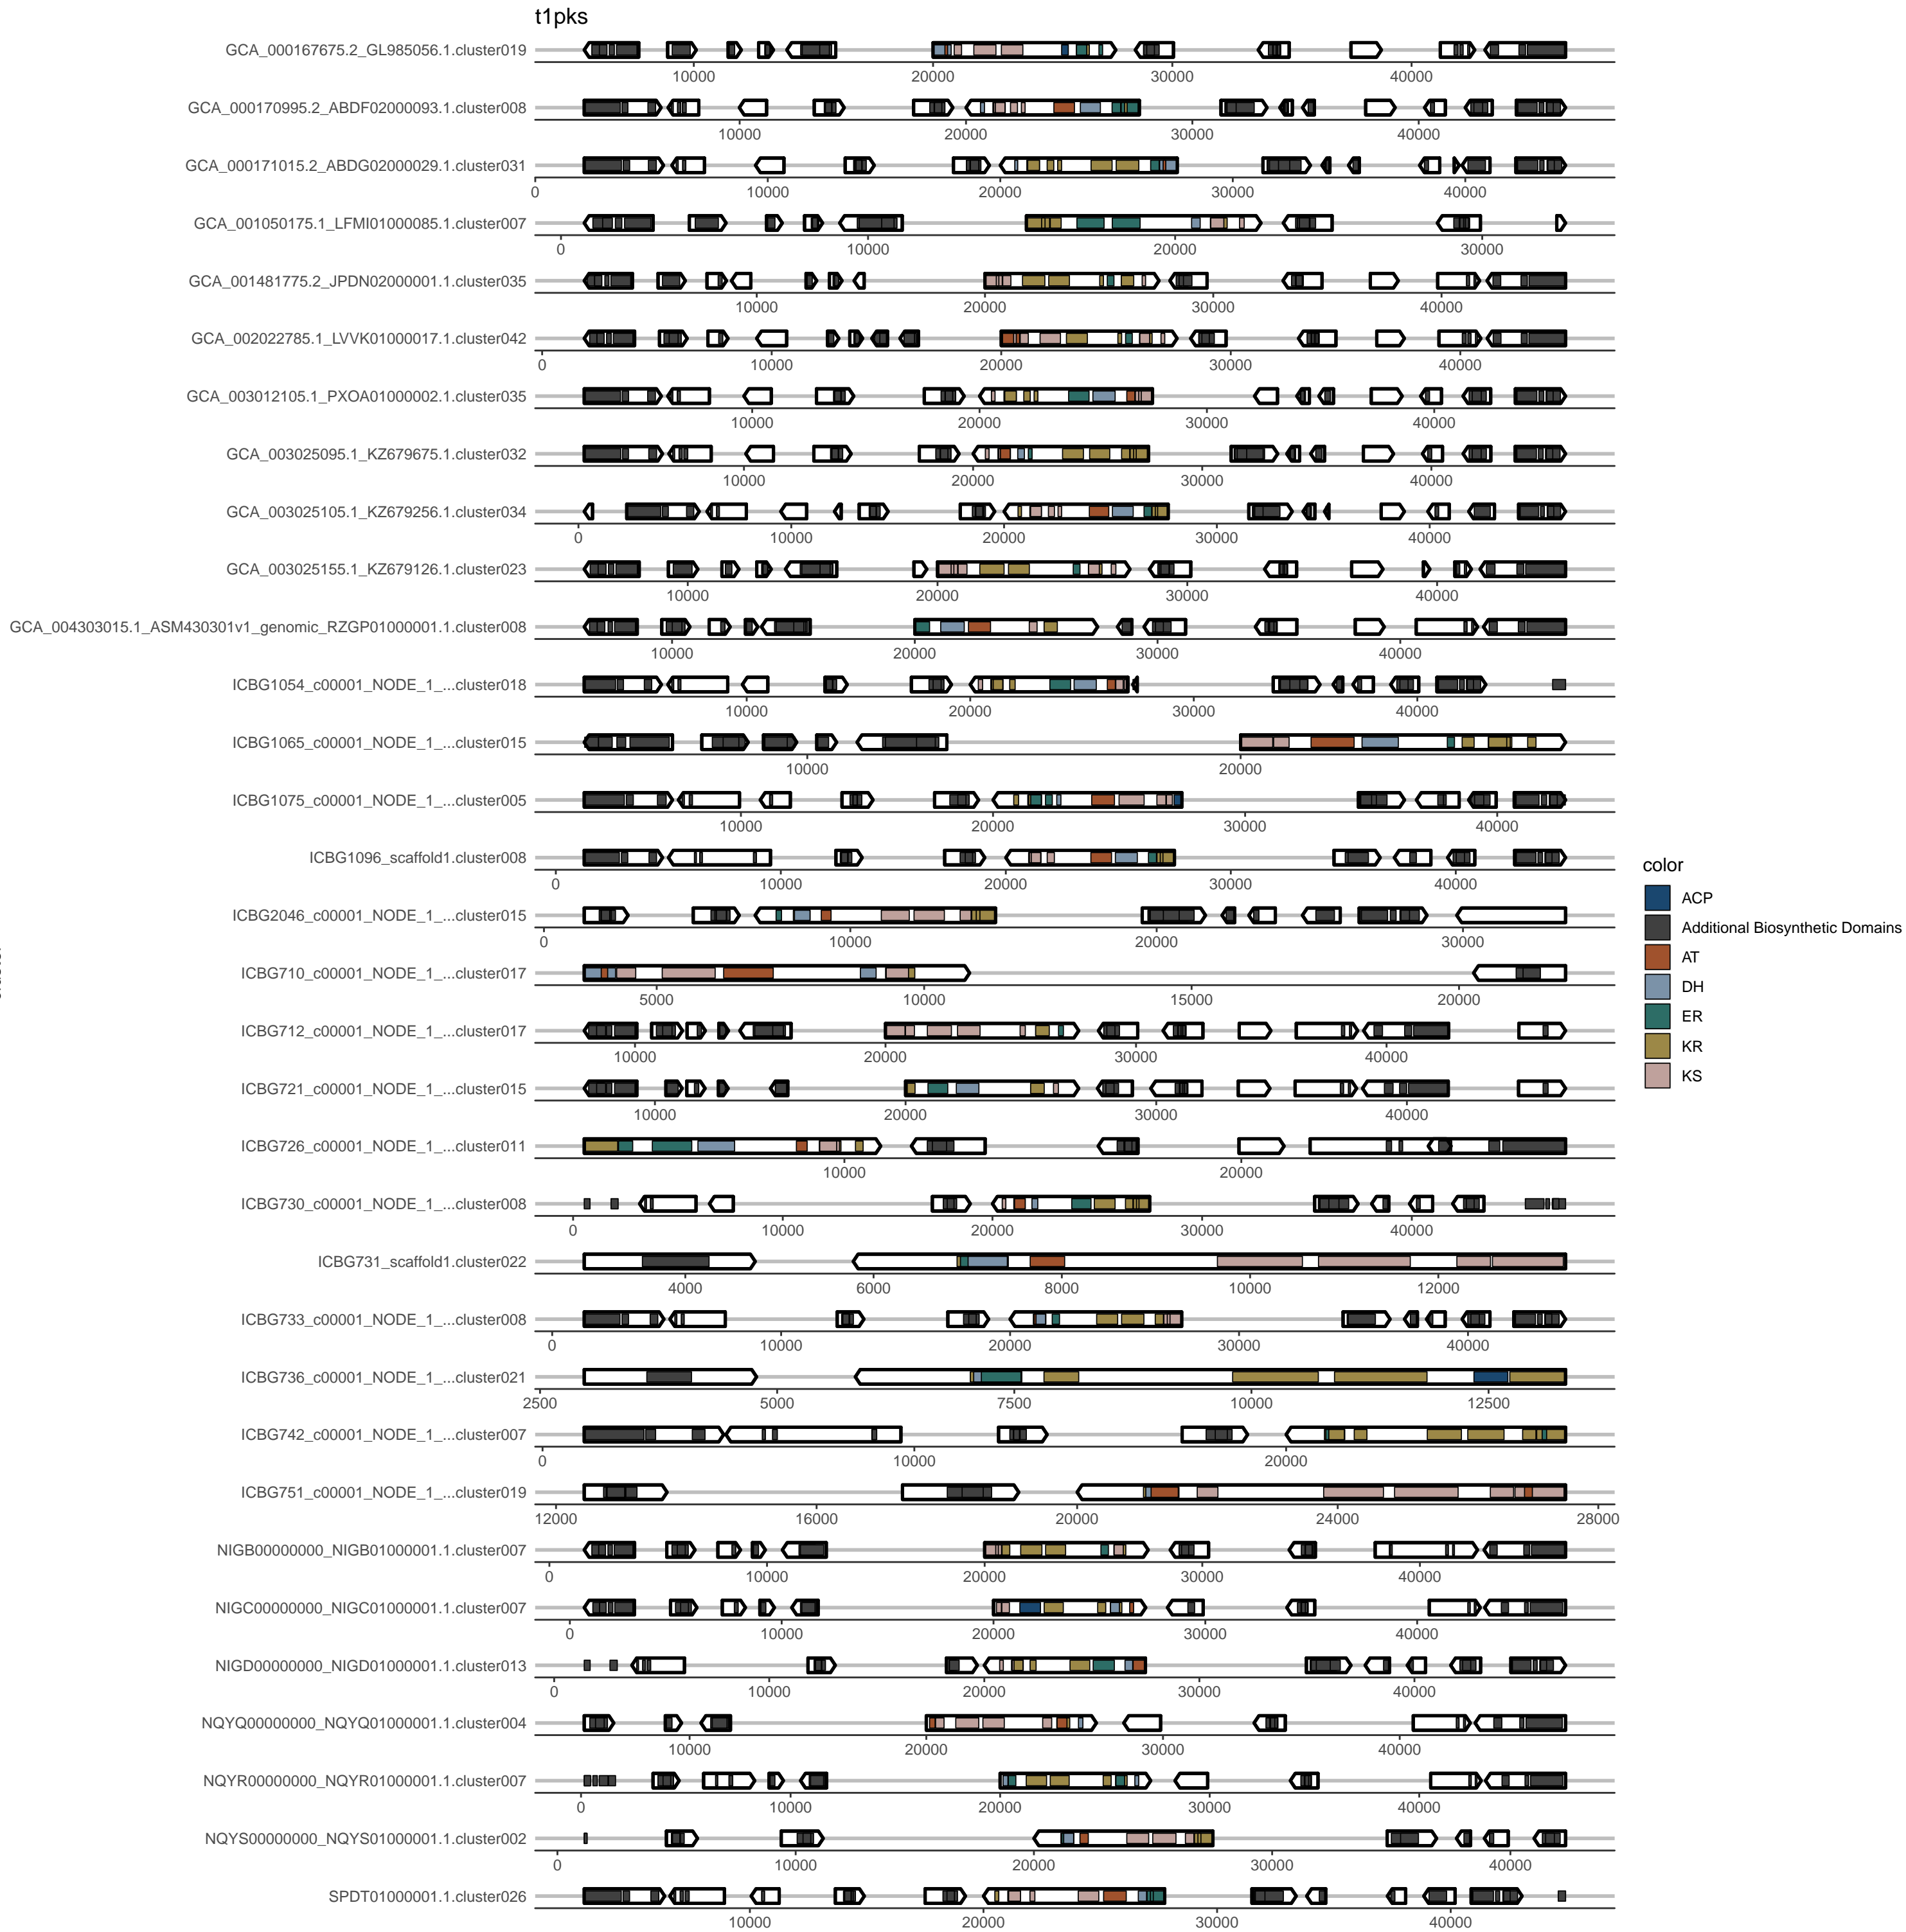 t1pks
GCA_000167675.2_GL985056.1.cluster019
10000 20000 30000 40000
GCA_000170995.2_ABDF02000093.1.cluster008
10000 20000 30000 40000
GCA_000171015.2_ABDG02000029.1.cluster031
0 10000 20000 30000 40000
GCA_001050175.1_LFMI01000085.1.cluster007
0 10000 20000 30000
GCA_001481775.2_JPDN02000001.1.cluster035
10000 20000 30000 40000
GCA_002022785.1_LVVK01000017.1.cluster042
0 10000 20000 30000 40000
GCA_003012105.1_PXOA01000002.1.cluster035
10000 20000 30000 40000
GCA_003025095.1_KZ679675.1.cluster032
10000 20000 30000 40000
GCA_003025105.1_KZ679256.1.cluster034
0 10000 20000 30000 40000
GCA_003025155.1_KZ679126.1.cluster023
10000 20000 30000 40000
GCA_004303015.1_ASM430301v1_genomic_RZGP01000001.1.cluster008
10000 20000 30000 40000
ICBG1054_c00001_NODE_1_...cluster018
10000 20000 30000 40000
ICBG1065_c00001_NODE_1_...cluster015
10000 20000
ICBG1075_c00001_NODE_1_...cluster005
10000 20000 30000 40000
ICBG1096_scaffold1.cluster008
0 10000 20000 30000 40000
ICBG2046_c00001_NODE_1_...cluster015
0 10000 20000 30000
ICBG710_c00001_NODE_1_...cluster017
5000 10000 15000 20000
ICBG712_c00001_NODE_1_...cluster017
10000 20000 30000 40000
ICBG721_c00001_NODE_1_...cluster015
10000 20000 30000 40000
ICBG726_c00001_NODE_1_...cluster011
10000 20000
ICBG730_c00001_NODE_1_...cluster008
0 10000 20000 30000 40000
ICBG731_scaffold1.cluster022
4000 6000 8000 10000 12000
ICBG733_c00001_NODE_1_...cluster008
0 10000 20000 30000 40000
ICBG736_c00001_NODE_1_...cluster021
2500 5000 7500 10000 12500
ICBG742_c00001_NODE_1_...cluster007
0 10000 20000
ICBG751_c00001_NODE_1_...cluster019
12000 16000 20000 24000 28000
NIGB00000000_NIGB01000001.1.cluster007
0 10000 20000 30000 40000
NIGC00000000_NIGC01000001.1.cluster007
0 10000 20000 30000 40000
NIGD00000000_NIGD01000001.1.cluster013
0 10000 20000 30000 40000
NQYQ00000000_NQYQ01000001.1.cluster004
10000 20000 30000 40000
NQYR00000000_NQYR01000001.1.cluster007
0 10000 20000 30000 40000
NQYS00000000_NQYS01000001.1.cluster002
0 10000 20000 30000 40000
SPDT01000001.1.cluster026
10000 20000 30000 40000
color
ACP
Additional Biosynthetic Domains
AT
DH
ER
KR
KS